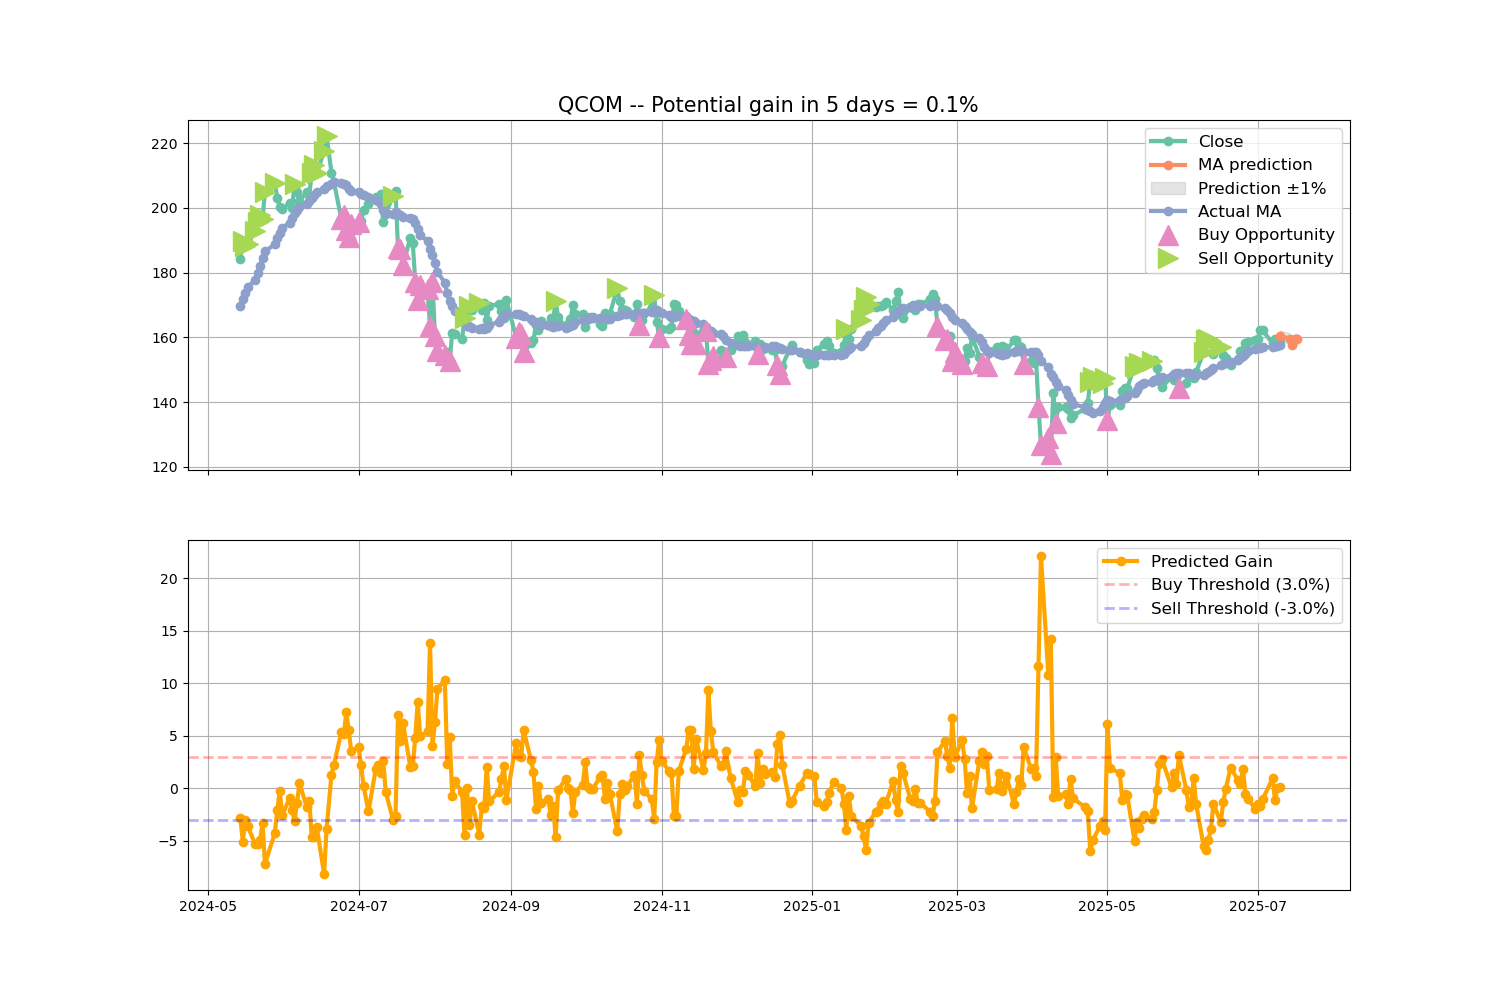 QCOM -- Potential gain in 5 days = 0.1%
220
200
180
160
140
120
Close
MA prediction
Prediction ±1%
Actual MA
Buy Opportunity
Sell Opportunity
20
15
10
5
0
−5
Predicted Gain
Buy Threshold (3.0%)
Sell Threshold (-3.0%)
2024-05 2024-07 2024-09 2024-11 2025-01 2025-03 2025-05 2025-07